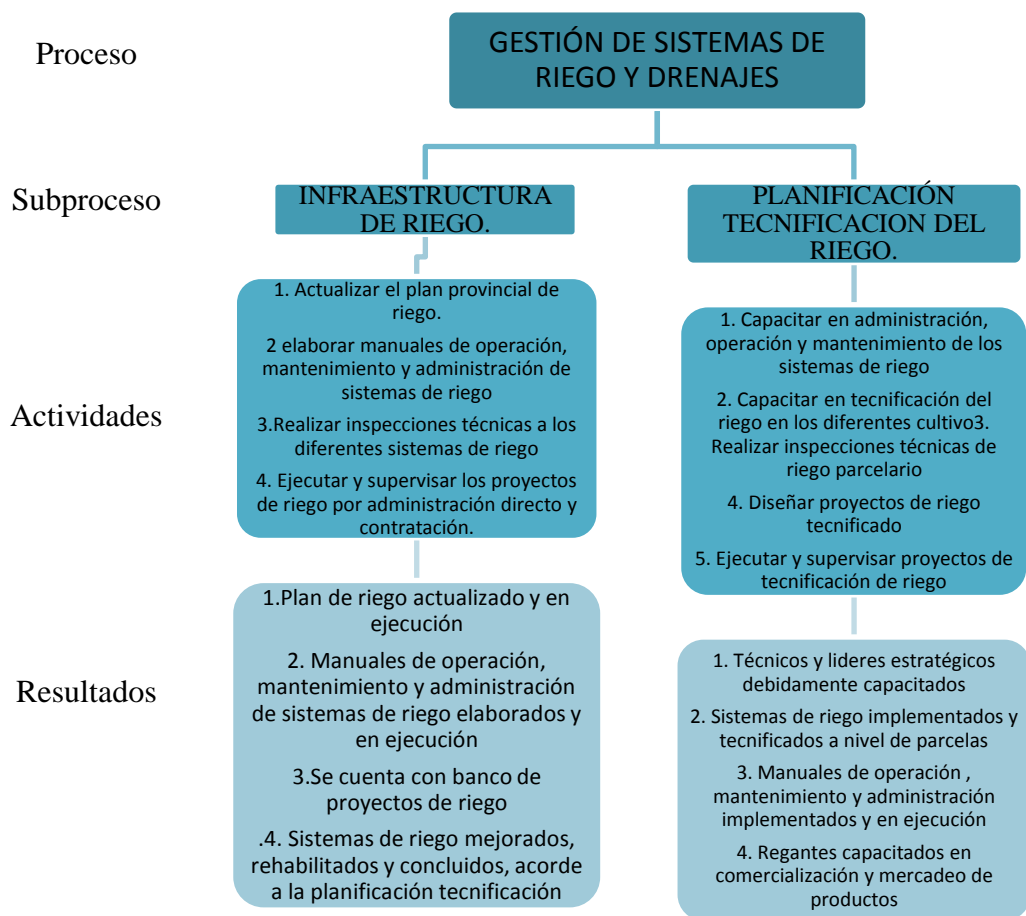 Proceso
GESTIÓN DE SISTEMAS DE
RIEGO Y DRENAJES
Subproceso
INFRAESTRUCTURA
DE RIEGO.
PLANIFICACIÓN
TECNIFICACION DEL
RIEGO.
Actividades
1. Actualizar el plan provincial de
riego.
2 elaborar manuales de operación,
mantenimiento y administración de
sistemas de riego
3.Realizar inspecciones técnicas a los
diferentes sistemas de riego
4. Ejecutar y supervisar los proyectos
de riego por administración directo y
contratación.
1. Capacitar en administración,
operación y mantenimiento de los
sistemas de riego
2. Capacitar en tecnificación del
riego en los diferentes cultivo3.
Realizar inspecciones técnicas de
riego parcelario
4. Diseñar proyectos de riego
tecnificado
5. Ejecutar y supervisar proyectos de
tecnificación de riego
Resultados
1.Plan de riego actualizado y en
ejecución
2. Manuales de operación,
mantenimiento y administración
de sistemas de riego elaborados y
en ejecución
3.Se cuenta con banco de
proyectos de riego
.4. Sistemas de riego mejorados,
rehabilitados y concluidos, acorde
a la planificación tecnificación
1. Técnicos y lideres estratégicos
debidamente capacitados
2. Sistemas de riego implementados y
tecnificados a nivel de parcelas
3. Manuales de operación ,
mantenimiento y administración
implementados y en ejecución
4. Regantes capacitados en
comercialización y mercadeo de
productos